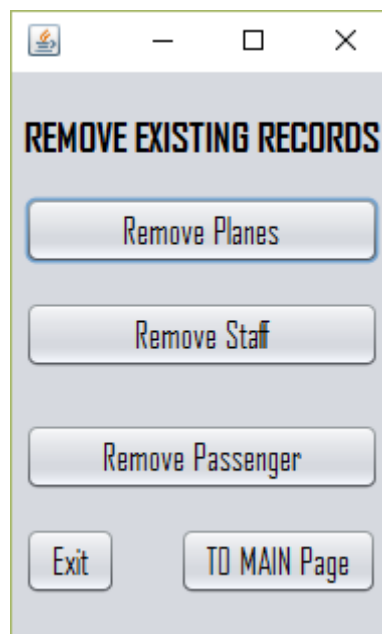 REMOVE EXISTING RECORDS
Remove Planes
Remove Staff
Remove Passenger
Exit
TO MAIN Page